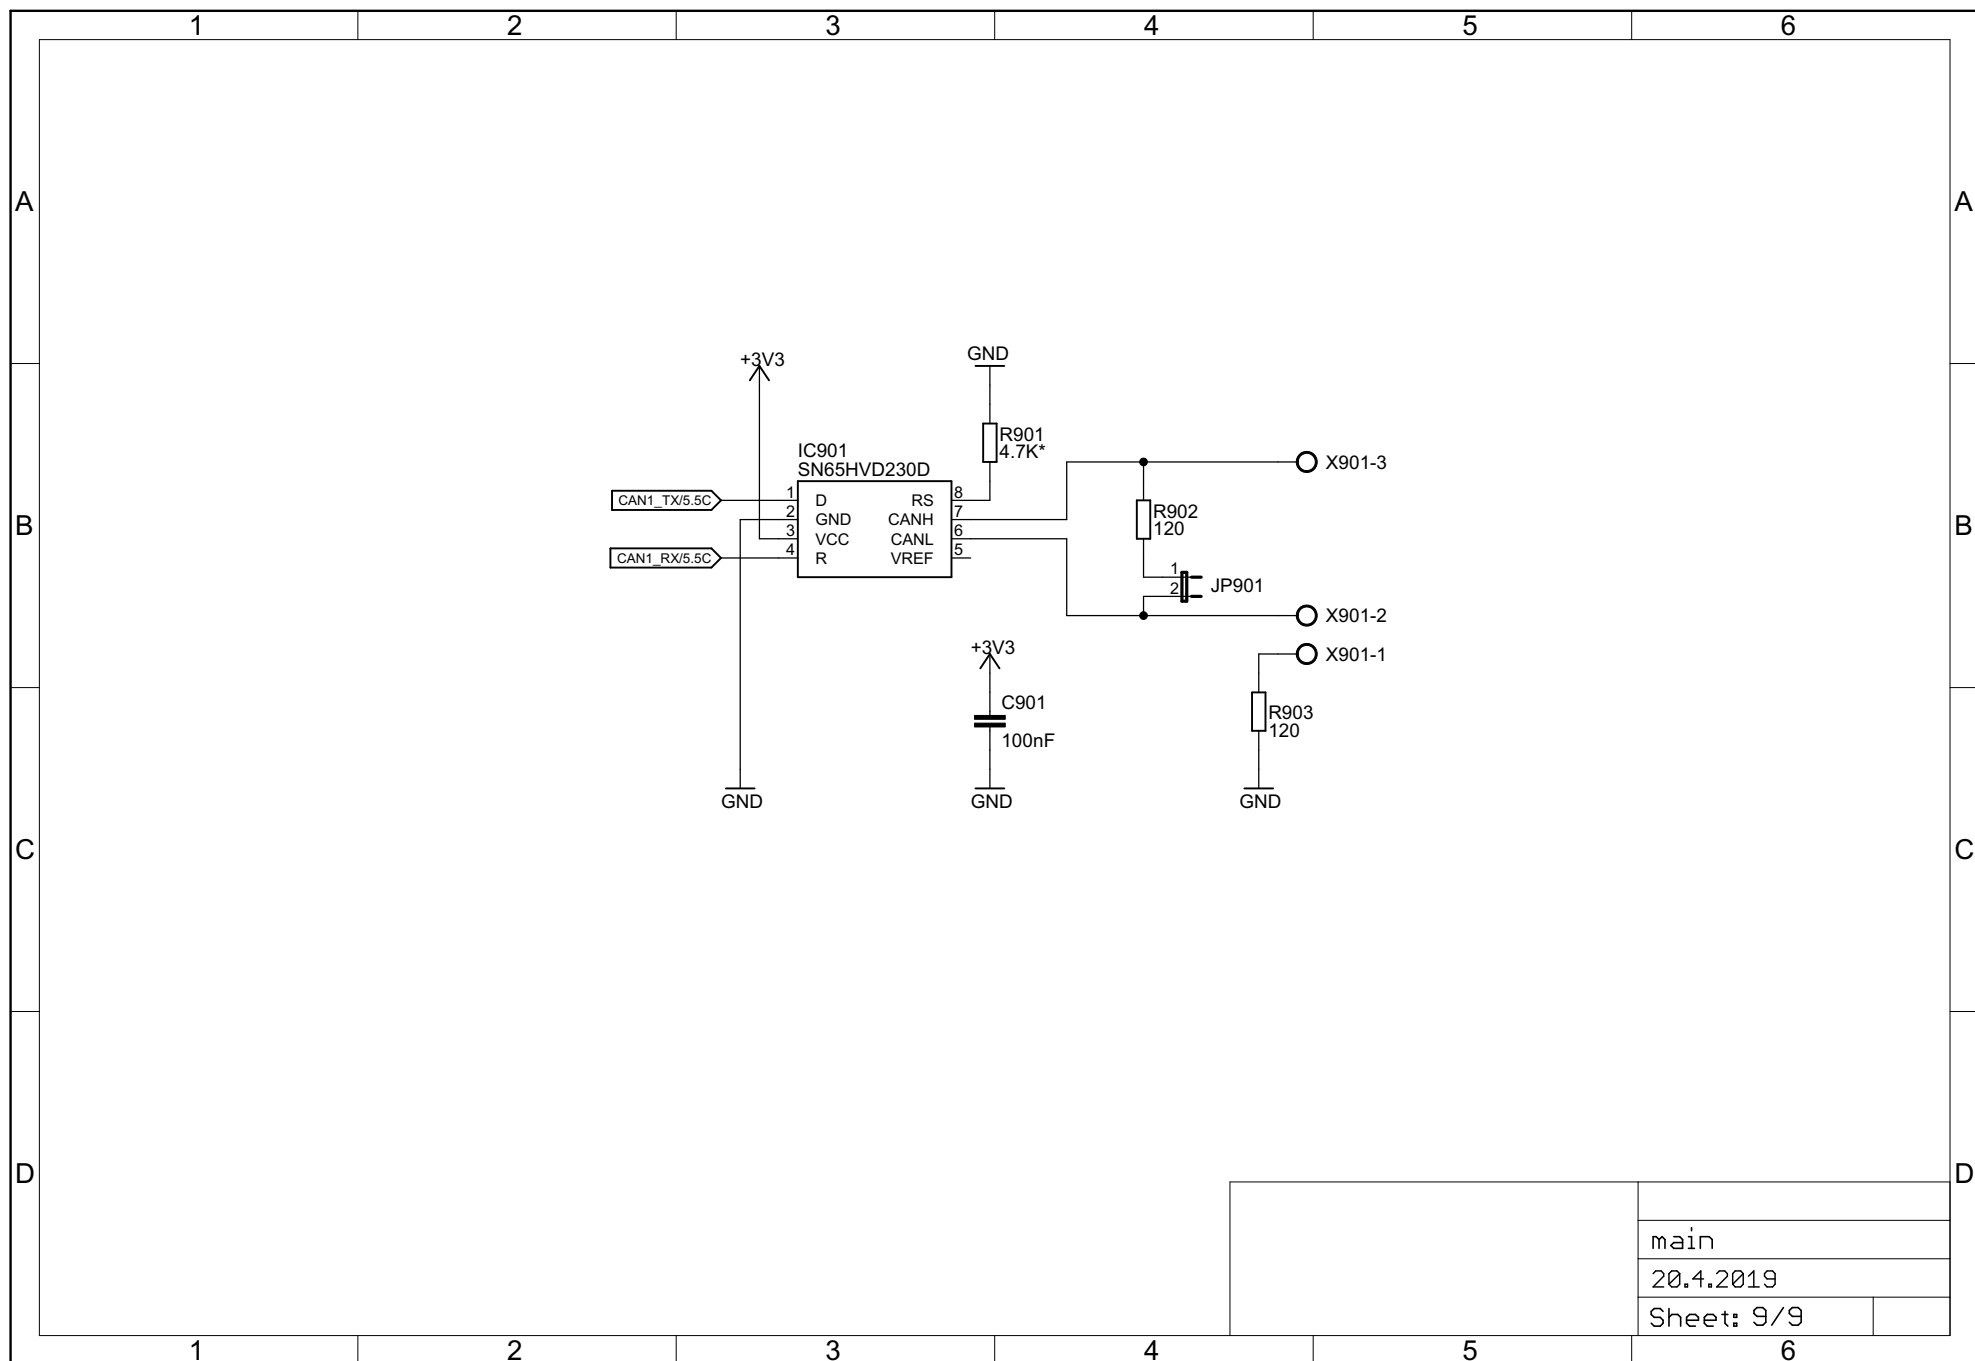 1 2 3 4 5 6
A A
+3V3
GND
R901
4.7K*
IC901
SN65HVD230D
X901-3
CAN1_TX/5.5C
1 D RS 8
2 GND CANH 7
3 VCC CANL 6
4 R VREF 5
CAN1_RX/5.5C
R902
120
B B
1
2
JP901
X901-2
X901-1
+3V3
C901
100nF
R903
120
GND
GND
GND
C C
D D
main
20.4.2019
Sheet: 9/9
1 2 3 4 5 6